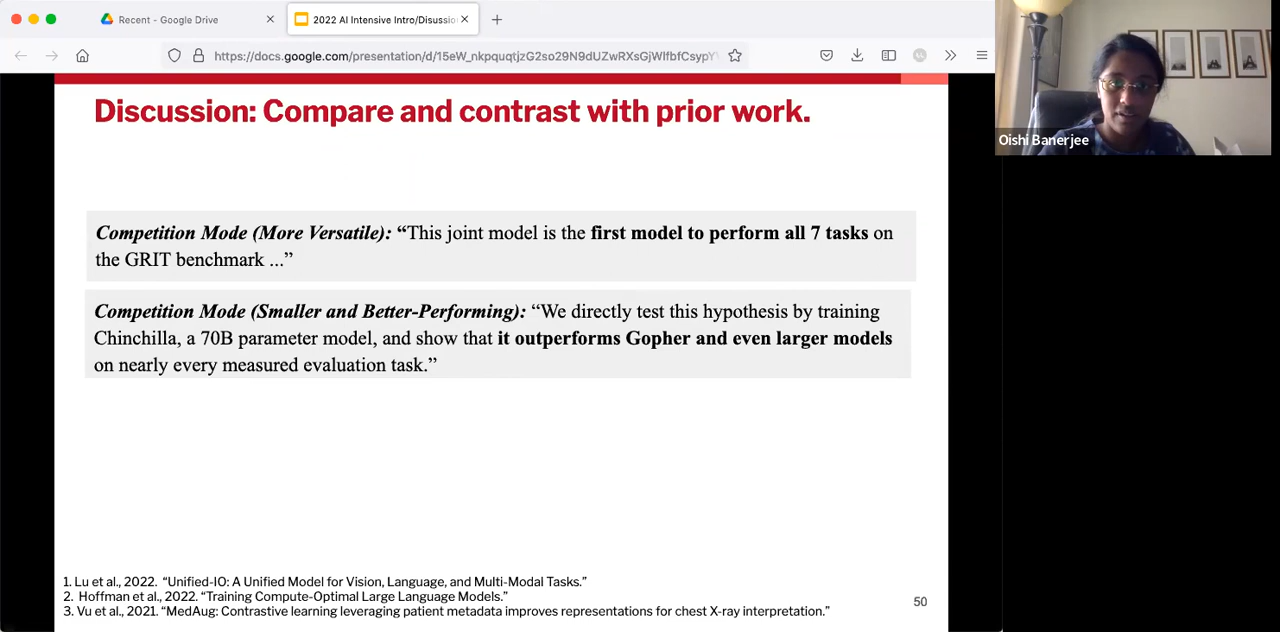 Recent - Google Drive
2022 AI Intensive Intro/Disussio
https://docs.google.com/presentation/d/15eW_nkpquqtjzG2so29N9dUZwRXsGjWlfbfCsypY
Discussion: Compare and contrast with prior work.
Oishi Banerjee
Competition Mode (More Versatile): “This joint model is the first model to perform all 7 tasks on
the GRIT benchmark ...”
Competition Mode (Smaller and Better-Performing): “We directly test this hypothesis by training
Chinchilla, a 70B parameter model, and show that it outperforms Gopher and even larger models
on nearly every measured evaluation task.”
1. Lu et al., 2022. “Unified-IO: A Unified Model for Vision, Language, and Multi-Modal Tasks.”
2. Hoffman et al., 2022. “Training Compute-Optimal Large Language Models.”
3. Vu et al., 2021. “MedAug: Contrastive learning leveraging patient metadata improves representations for chest X-ray interpretation.”
50